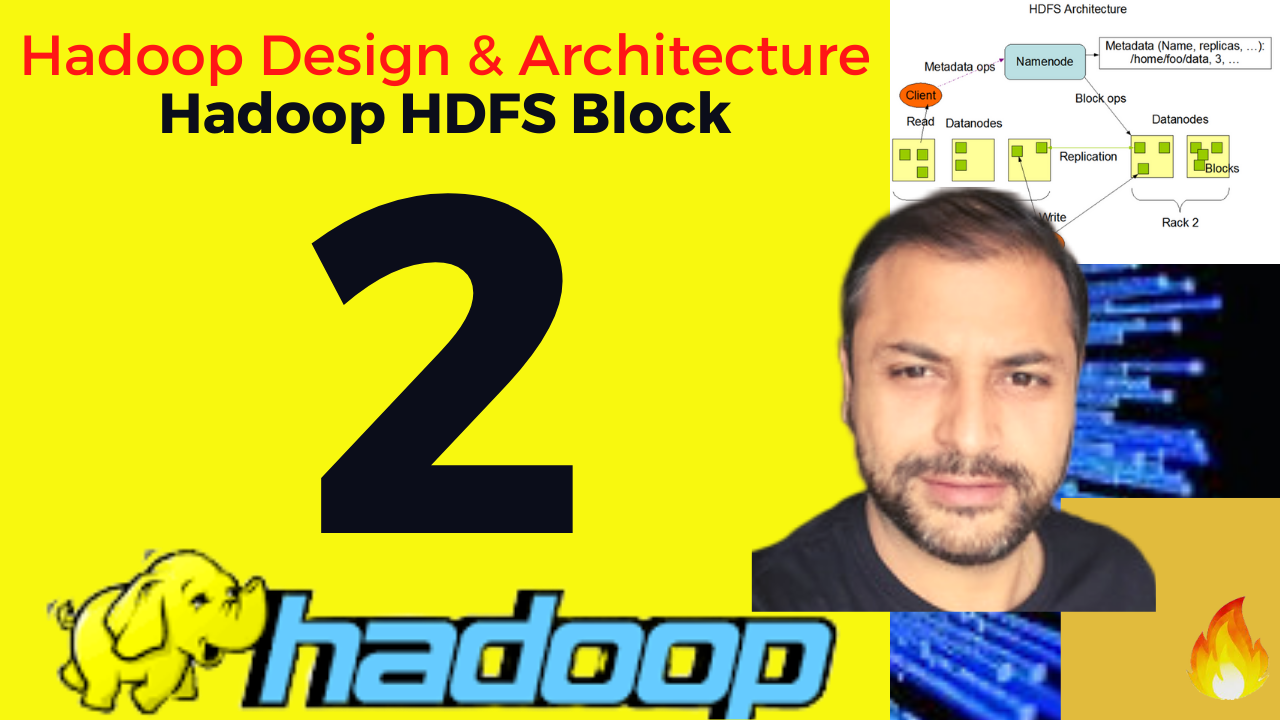 Hadoop Design & Architecture
Hadoop HDFS Block
2
hadoop
HDFS Architecture
Metadata (Name, replicas, …):
/home/foo/data, 3, …
Namenode
Metadata ops
Client
Block ops
Read
Datanodes
Datanodes
Replication
Blocks
Write
Rack 2